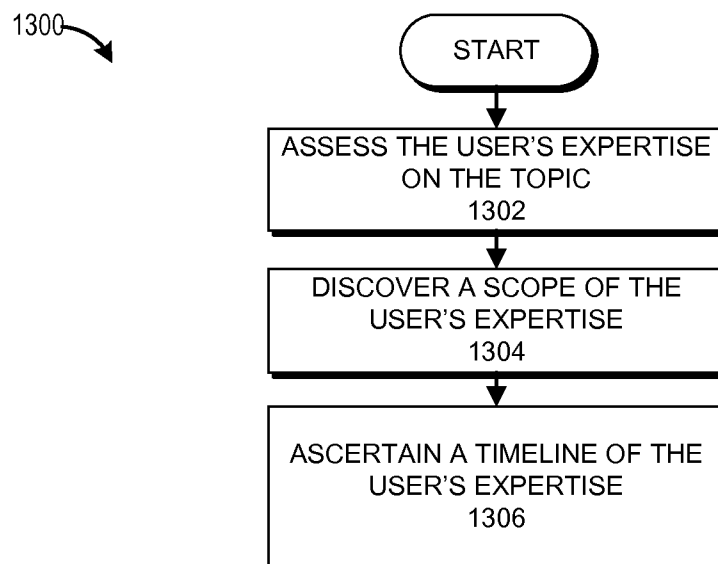 1300
START
ASSESS THE USER'S EXPERTISE
ON THE TOPIC
1302
DISCOVER A SCOPE OF THE
USER'S EXPERTISE
1304
ASCERTAIN A TIMELINE OF THE
USER'S EXPERTISE
1306